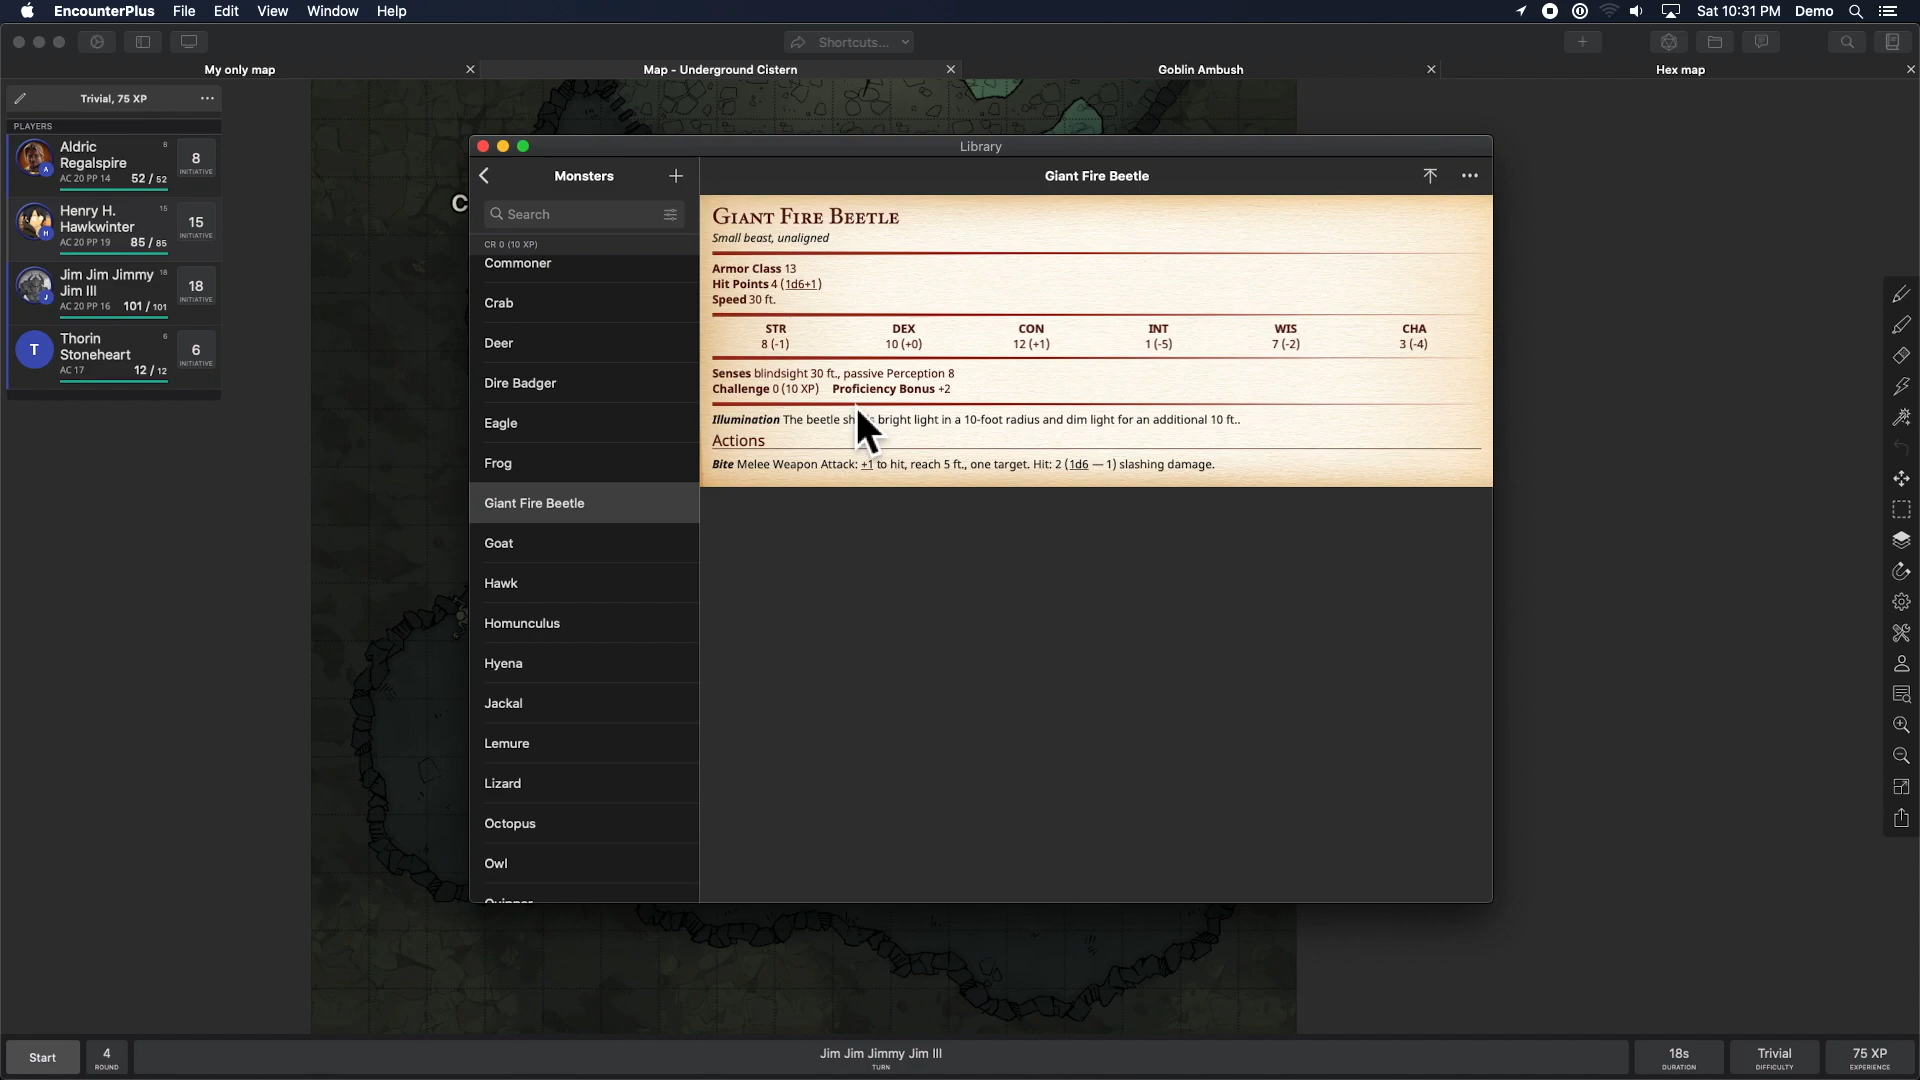 EncounterPlus File Edit View Window Help
Sat 10:31 PM Demo
Shortcuts...
My only map
Map - Underground Cistern
Goblin Ambush
Hex map
Trivial, 75 XP
PLAYERS
Aldric
Regalspire
8
AC 20 PP 14 52 / 52
8
INITIATIVE
Henry H.
Hawkwinter
15
AC 20 PP 19 85 / 85
15
INITIATIVE
Jim Jim Jimmy
Jim III
18
AC 20 PP 16 101 / 101
18
INITIATIVE
T
Thorin
Stoneheart
6
AC 17 12 / 12
6
INITIATIVE
C
Library
Monsters
Search
CR 0 (10 XP)
Commoner
Crab
Deer
Dire Badger
Eagle
Frog
Giant Fire Beetle
Goat
Hawk
Homunculus
Hyena
Jackal
Lemure
Lizard
Octopus
Owl
Giant Fire Beetle
Giant Fire Beetle
Small beast, unaligned
Armor Class 13
Hit Points 4 (1d6+1)
Speed 30 ft.
STR DEX CON INT WIS CHA
8 (-1) 10 (+0) 12 (+1) 1 (-5) 7 (-2) 3 (-4)
Senses blindsight 30 ft., passive Perception 8
Challenge 0 (10 XP) Proficiency Bonus +2
Illumination The beetle bright light in a 10-foot radius and dim light for an additional 10 ft..
Actions
Bite Melee Weapon Attack: +1 to hit, reach 5 ft., one target. Hit: 2 (1d6 — 1) slashing damage.
Start
4
ROUND
Jim Jim Jimmy Jim III
TURN
18s
DURATION
Trivial
DIFFICULTY
75 XP
EXPERIENCE